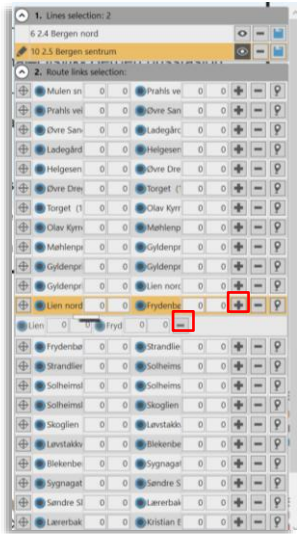 1. Lines selection: 2
6 2.4 Bergen nord
10 2.5 Bergen sentrum
2. Route links selection:
Mulen sn 0 0 Prahls vei 0 0
Prahls vei 0 0 Øvre San 0 0
Øvre San 0 0 Ladegård 0 0
Ladegård 0 0 Helgesen 0 0
Helgesen 0 0 Øvre Dre 0 0
Øvre Dre 0 0 Torget (T 0 0
Torget (1 0 0 Olav Kyrr 0 0
Olav Kyrr 0 0 Møhlenp 0 0
Møhlenpr 0 0 Gyldenpr 0 0
Gyldenpr 0 0 Gyldenpr 0 0
Gyldenpr 0 0 Lien nord 0 0
Lien nord 0 0 Frydenbø 0 0
Lien 0 0 Fryd 0 0
Frydenbø 0 0 Strandlie 0 0
Strandlier 0 0 Solheims 0 0
Solheimsl 0 0 Solheims 0 0
Solheimsl 0 0 Skoglien 0 0
Skoglien 0 0 Løvstakk 0 0
Løvstakkv 0 0 Blekenbe 0 0
Blekenbe 0 0 Sygnagat 0 0
Sygnagat 0 0 Søndre S 0 0
Søndre Sl 0 0 Lærerbak 0 0
Lærerbak 0 0 Kristian E 0 0